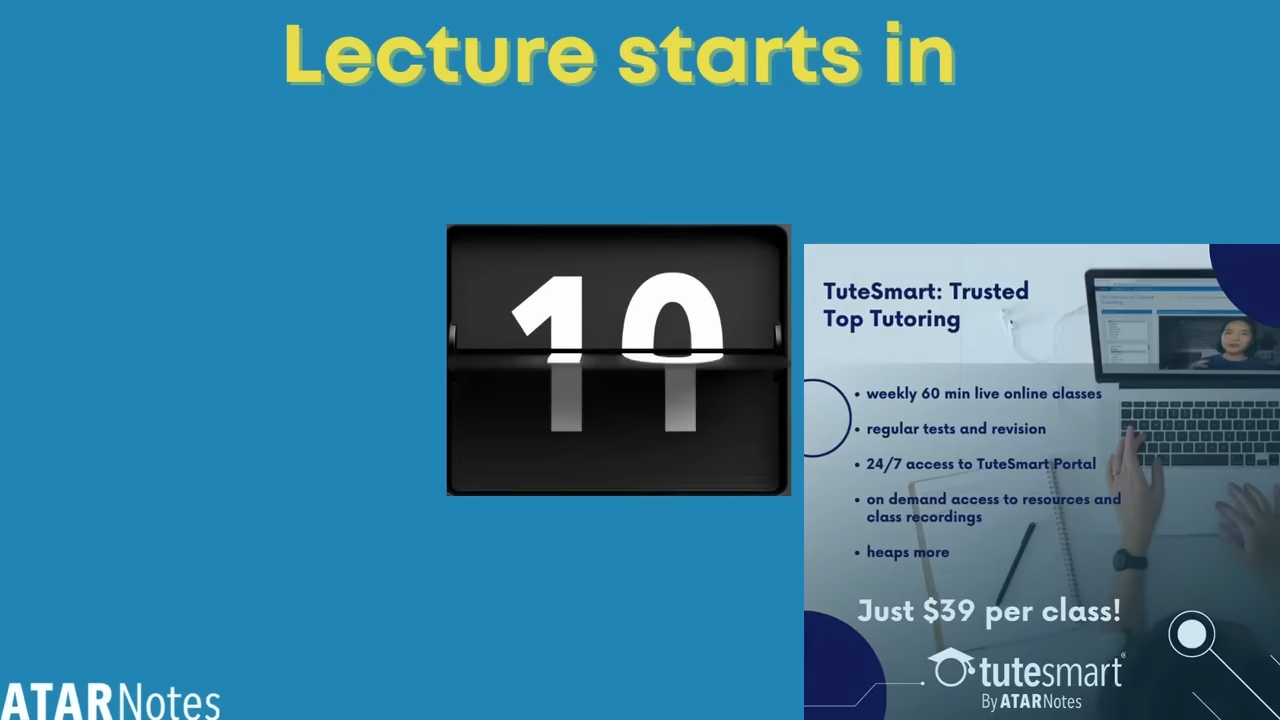 Lecture starts in
TuteSmart: Trusted
Top Tutoring
• weekly 60 min live online classes
• regular tests and revision
• 24/7 access to TuteSmart Portal
• on demand access to resources and
class recordings
• heaps more
Just $39 per class!
tutesmart®
By ATARNotes
ATARNotes